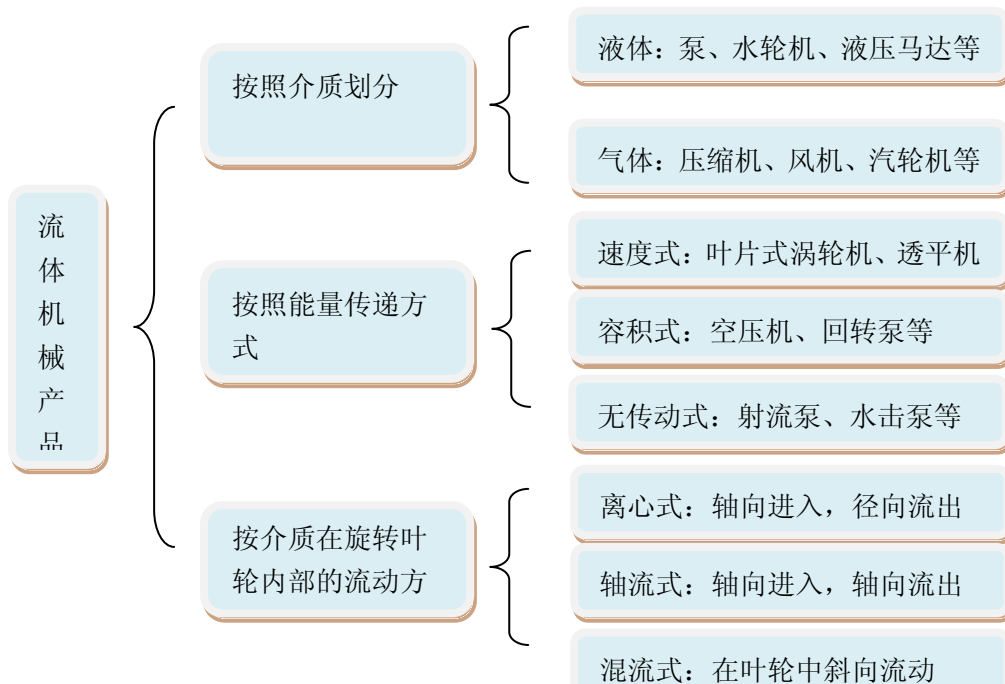 流
体
机
械
产
品
按照介质划分
液体：泵、水轮机、液压马达等
气体：压缩机、风机、汽轮机等
按照能量传递方
式
速度式：叶片式涡轮机、透平机
容积式：空压机、回转泵等
无传动式：射流泵、水击泵等
按介质在旋转叶
轮内部的流动方
离心式：轴向进入，径向流出
轴流式：轴向进入，轴向流出
混流式：在叶轮中斜向流动